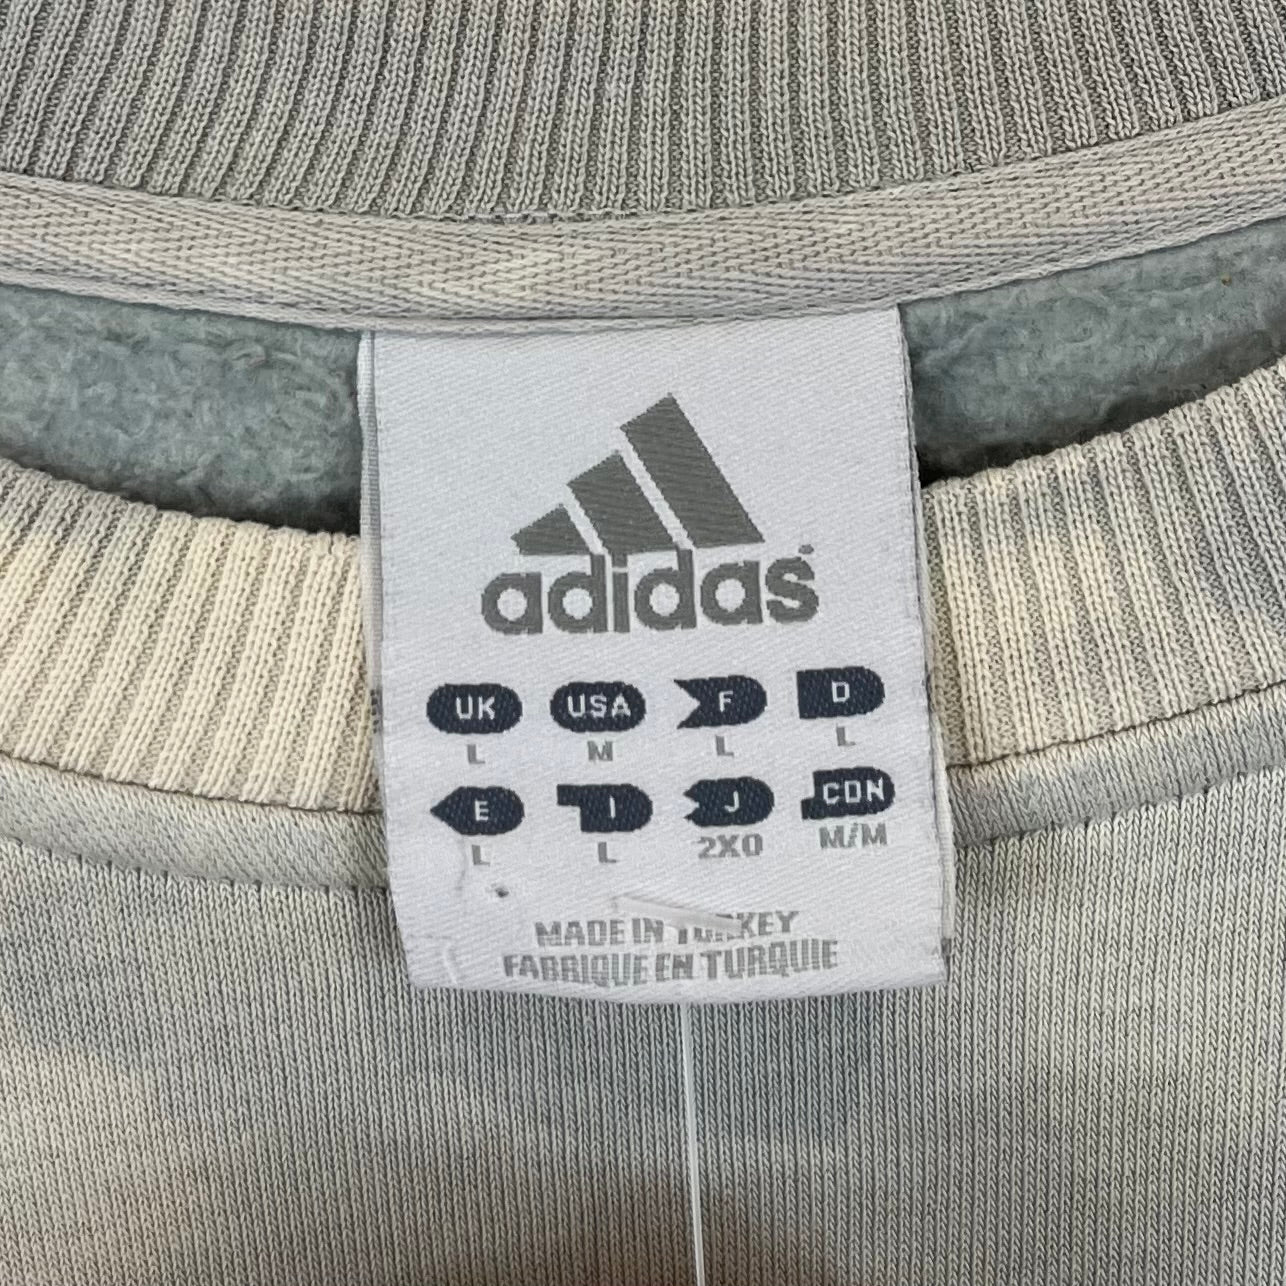 adidas
UK USA F D
L M L L
E I J CDN
L L 2XO M/M
MADE IN TURKEY
FABRIQUE EN TURQUIE